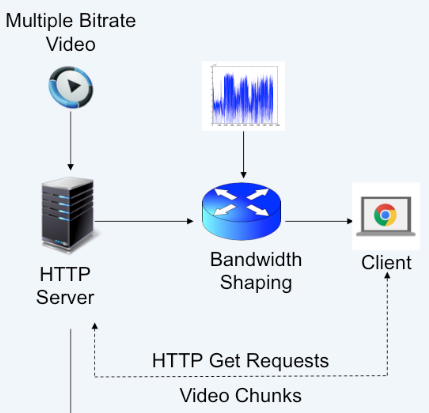 Multiple Bitrate
Video
HTTP
Server
Bandwidth
Shaping
Client
HTTP Get Requests
Video Chunks